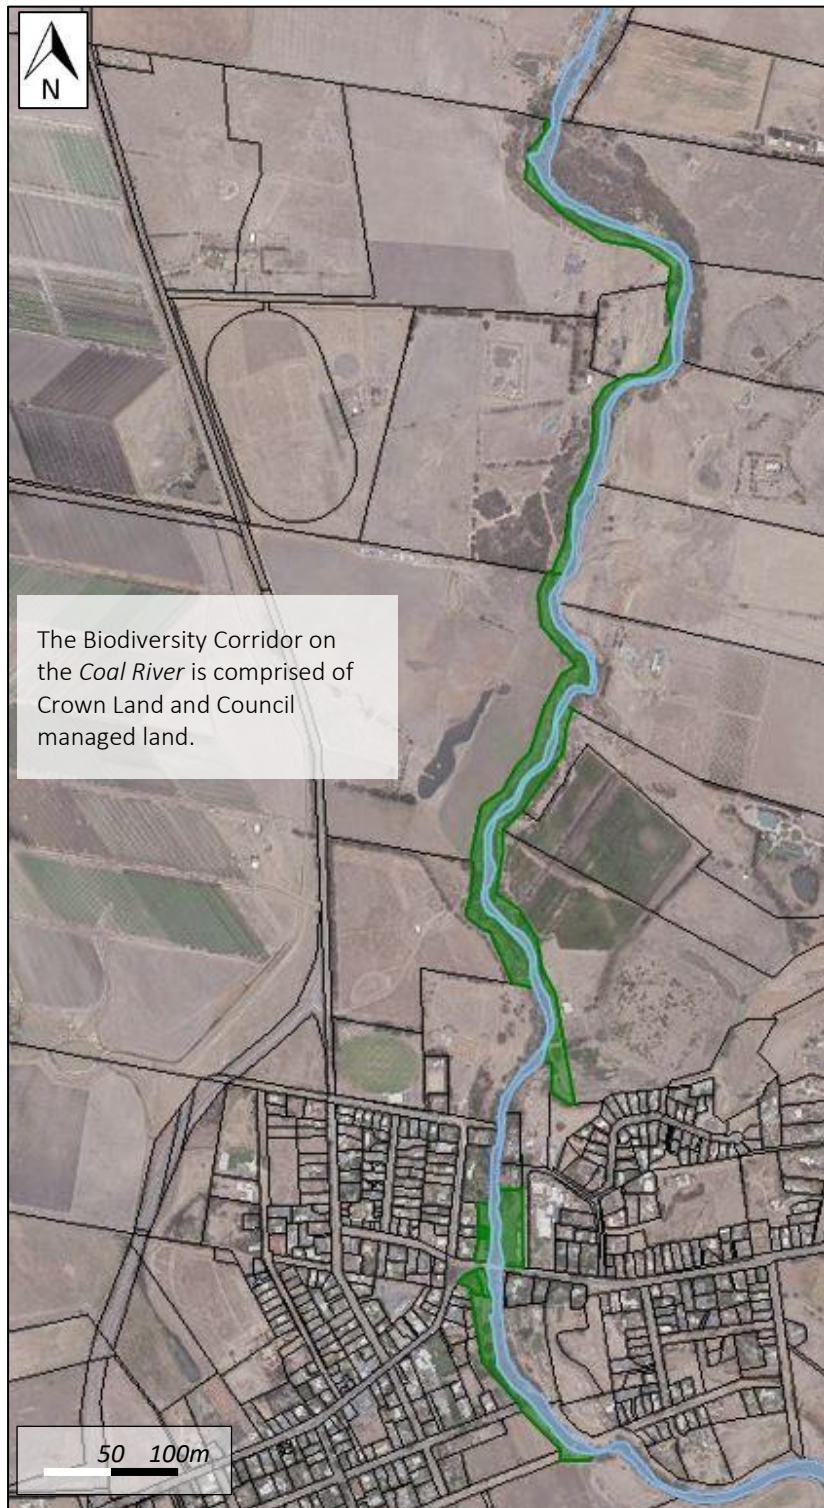 N
The Biodiversity Corridor on
the Coal River is comprised of
Crown Land and Council
managed land.
50 100m